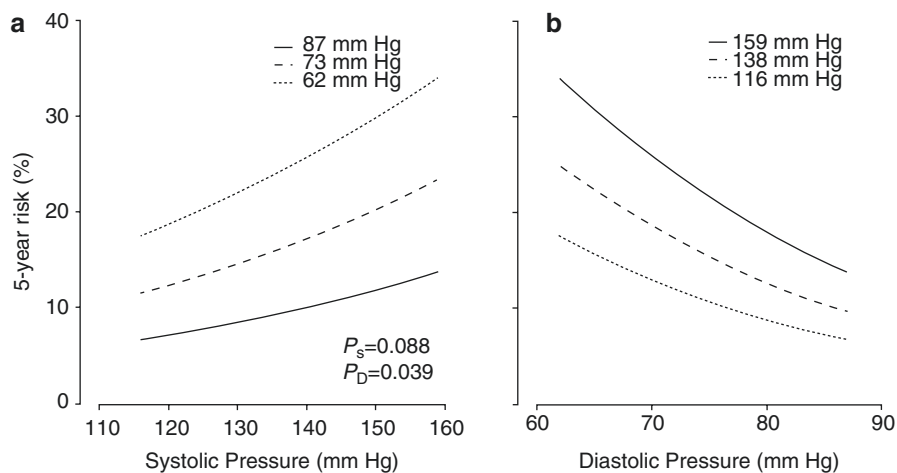 a
40
30
20
10
0
5-year risk (%)
87 mm Hg
73 mm Hg
62 mm Hg
Ps=0.088
PD=0.039
110 120 130 140 150 160
Systolic Pressure (mm Hg)
b
159 mm Hg
138 mm Hg
116 mm Hg
60 70 80 90
Diastolic Pressure (mm Hg)